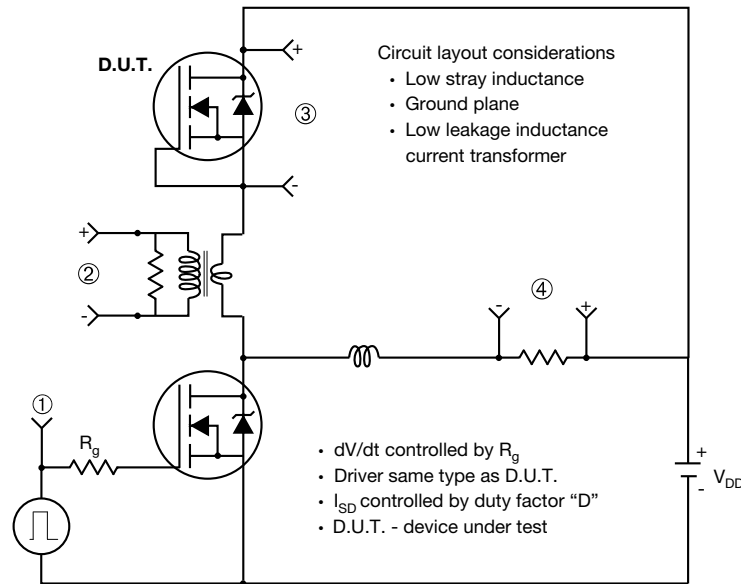 D.U.T.
+
Circuit layout considerations
• Low stray inductance
• Ground plane
• Low leakage inductance
current transformer
③
-
+
②
-
④
-
+
①
R_g
• dV/dt controlled by R_g
• Driver same type as D.U.T.
• I_SD controlled by duty factor “D”
• D.U.T. - device under test
+
V_DD
-